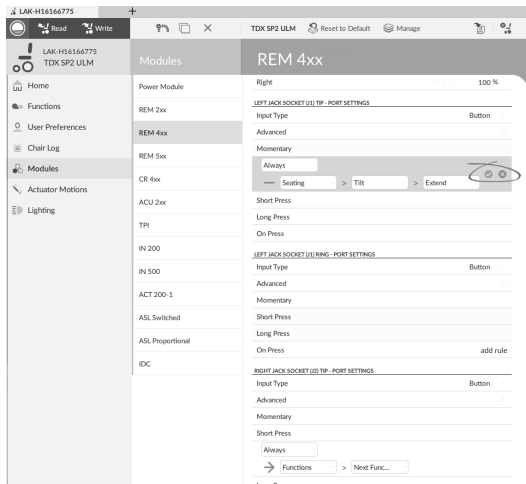 LAK-H16166775
Read Write TDX SP2 ULM Reset to Default Manage
LAK-H16166775
TDX SP2 ULM
Home
Functions
User Preferences
Chair Log
Modules
Actuator Motions
Lighting
Modules
Power Module
REM 2xx
REM 4xx
REM 5xx
CR 4xx
ACU 2xx
TPI
IN 200
IN 500
ACT 200-1
ASL Switched
ASL Proportional
IDC
REM 4xx
Right 100 %
LEFT JACK SOCKET (J1) TIP - PORT SETTINGS
Input Type Button
Advanced
Momentary
Always
Seating > Tilt > Extend
Short Press
Long Press
On Press
LEFT JACK SOCKET (J1) RING - PORT SETTINGS
Input Type Button
Advanced
Momentary
Short Press
Long Press
On Press add rule
RIGHT JACK SOCKET (J2) TIP - PORT SETTINGS
Input Type Button
Advanced
Momentary
Short Press
Always
Functions > Next Func...